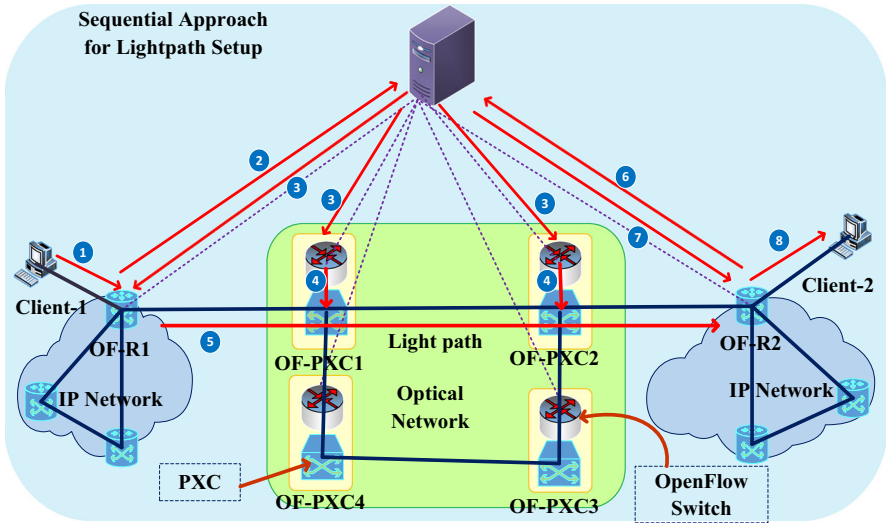 Sequential Approach
for Lightpath Setup
2
6
3
3
3
7
1
8
4
4
Client-1
Client-2
5
OF-R1
OF-PXC1
Light path
OF-PXC2
OF-R2
IP Network
Optical
Network
IP Network
PXC
OF-PXC4
OF-PXC3
OpenFlow
Switch